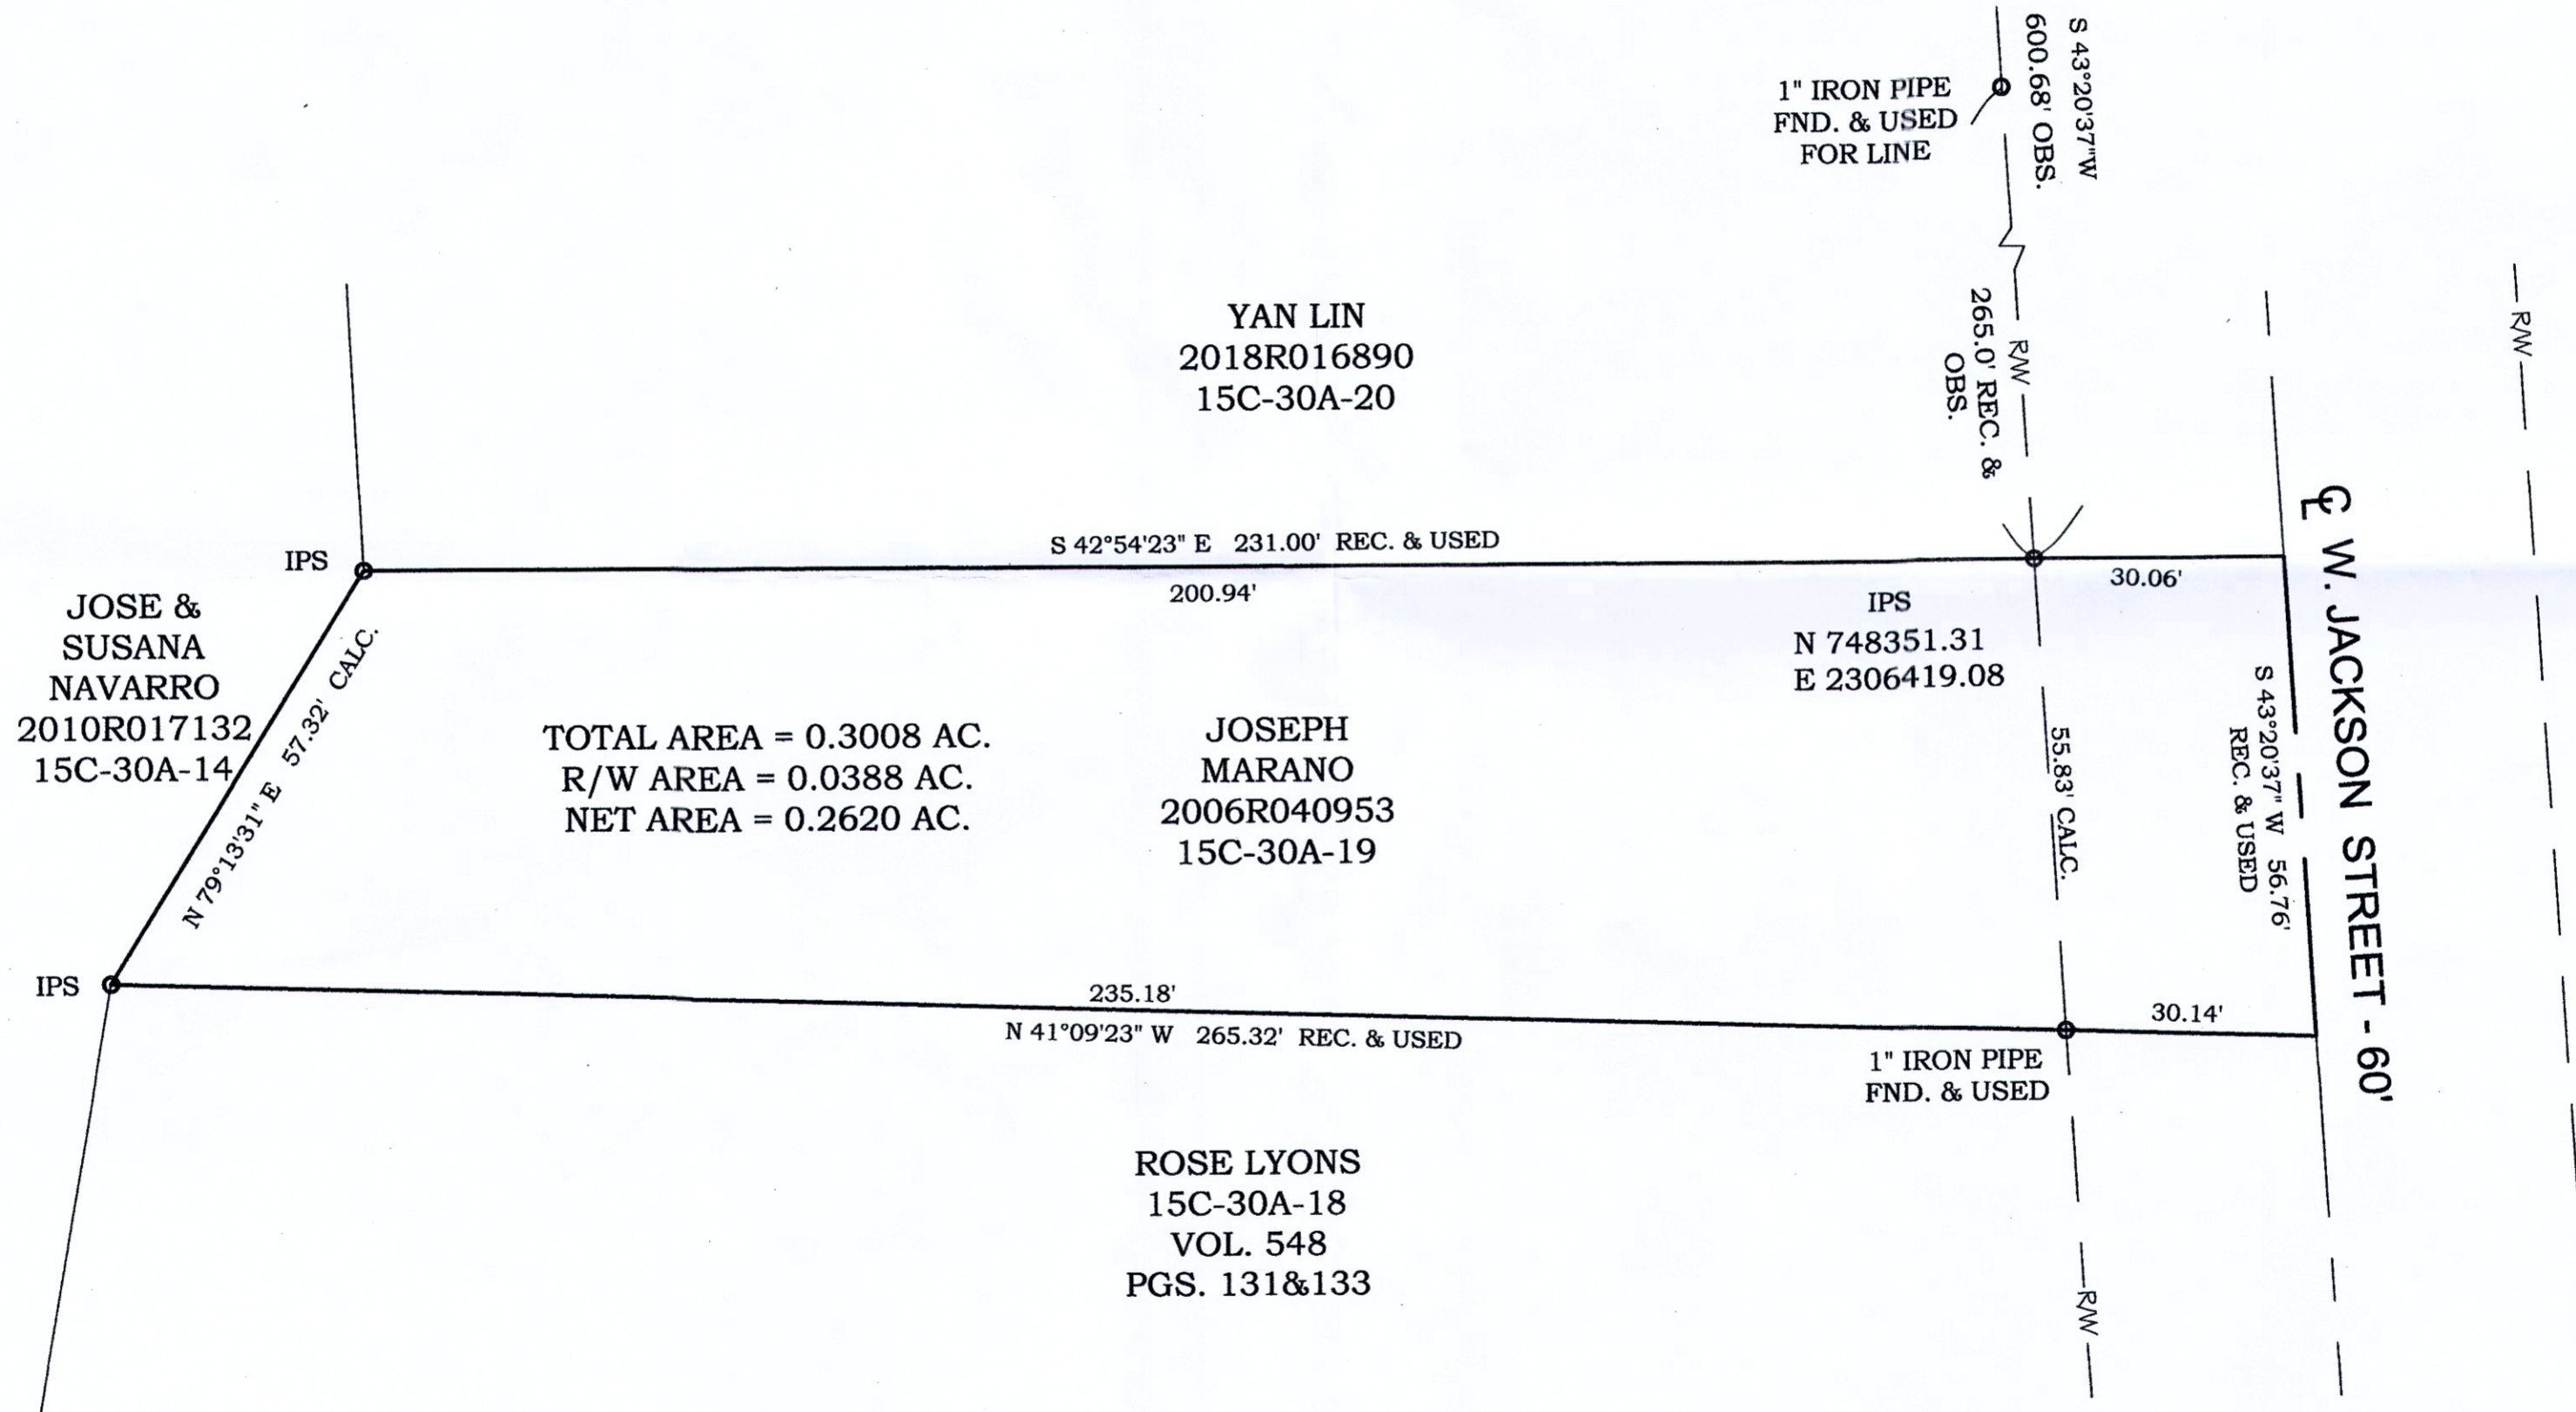 S 43°20'37"W
600.68' OBS.
1" IRON PIPE
FND. & USED
FOR LINE
R/W
265.0' REC. &
OBS.
R/W
YAN LIN
2018R016890
15C-30A-20
S 42°54'23" E 231.00' REC. & USED
200.94'
30.06'
IPS
IPS
N 748351.31
E 2306419.08
JOSE &
SUSANA
NAVARRO
2010R017132
15C-30A-14
N 79°13'31" E 57.32' CALC.
TOTAL AREA = 0.3008 AC.
R/W AREA = 0.0388 AC.
NET AREA = 0.2620 AC.
JOSEPH
MARANO
2006R040953
15C-30A-19
55.83' CALC.
S 43°20'37" W 56.76'
REC. & USED
℄ W. JACKSON STREET - 60'
IPS
235.18'
N 41°09'23" W 265.32' REC. & USED
30.14'
1" IRON PIPE
FND. & USED
ROSE LYONS
15C-30A-18
VOL. 548
PGS. 131&133
R/W